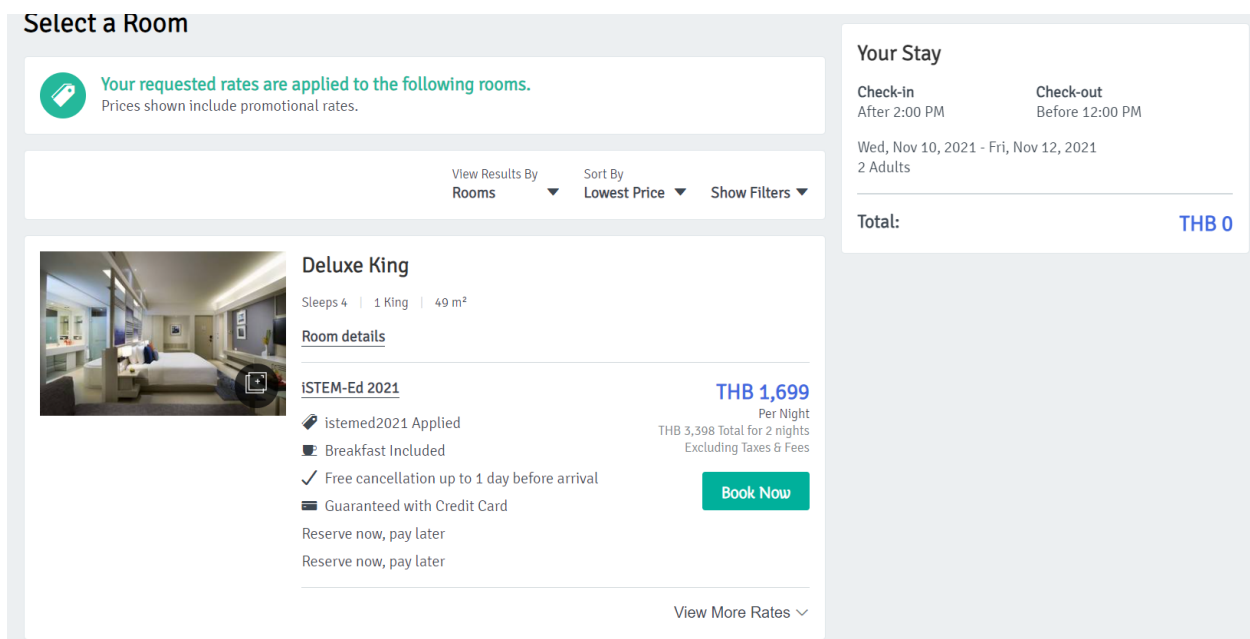 Select a Room
Your requested rates are applied to the following rooms.
Prices shown include promotional rates.
View Results By
Rooms
Sort By
Lowest Price
Show Filters
Deluxe King
Sleeps 4 | 1 King | 49 m²
Room details
iSTEM-Ed 2021
istemed2021 Applied
Breakfast Included
Free cancellation up to 1 day before arrival
Guaranteed with Credit Card
Reserve now, pay later
Reserve now, pay later
THB 1,699
Per Night
THB 3,398 Total for 2 nights
Excluding Taxes & Fees
Book Now
View More Rates
Your Stay
Check-in
After 2:00 PM
Check-out
Before 12:00 PM
Wed, Nov 10, 2021 - Fri, Nov 12, 2021
2 Adults
Total: THB 0